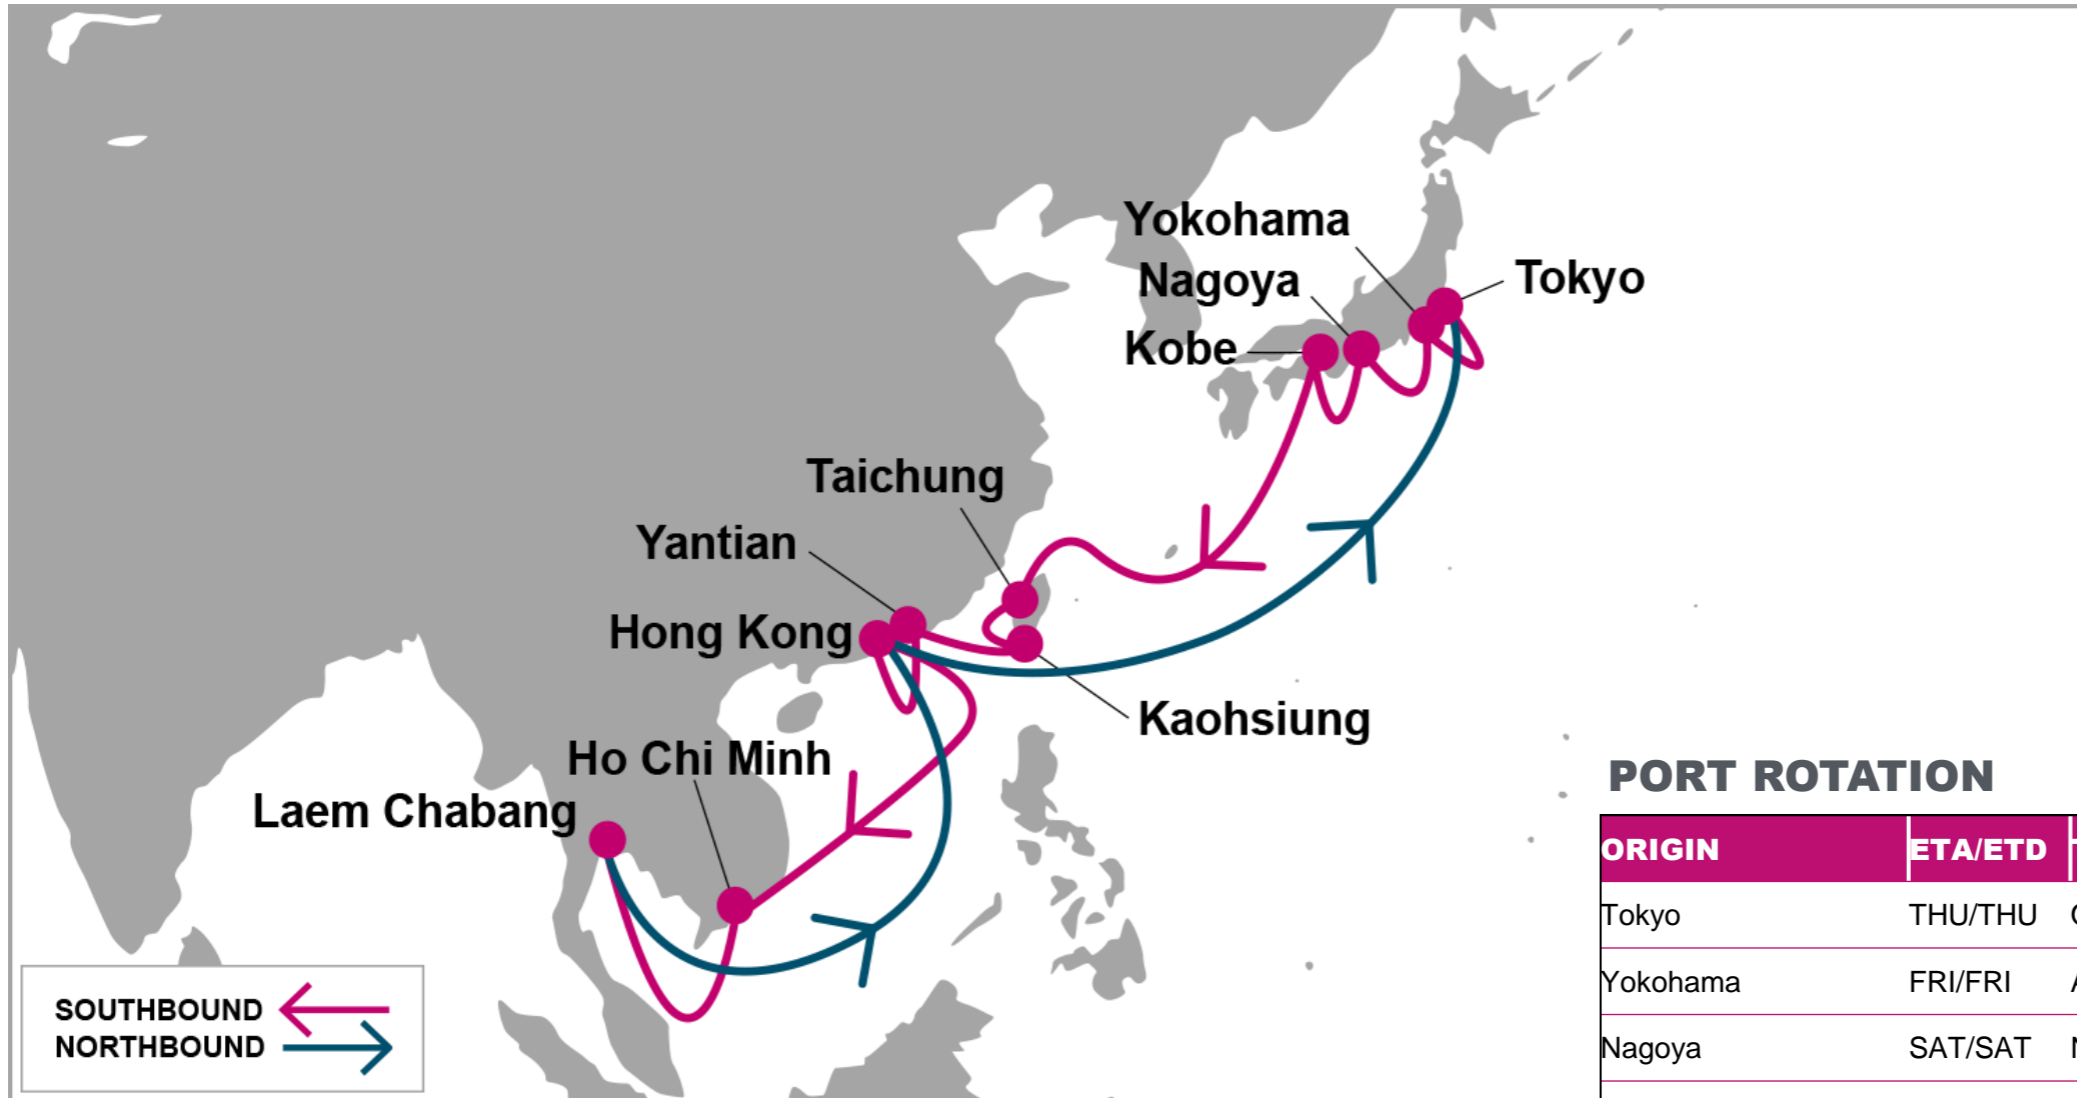 Yokohama
Nagoya
Tokyo
Kobe
Taichung
Yantian
Hong Kong
Kaohsiung
Ho Chi Minh
Laem Chabang
SOUTHBOUND
NORTHBOUND
PORT ROTATION
ORIGIN ETA/ETD
Tokyo THU/THU
Yokohama FRI/FRI
Nagoya SAT/SAT